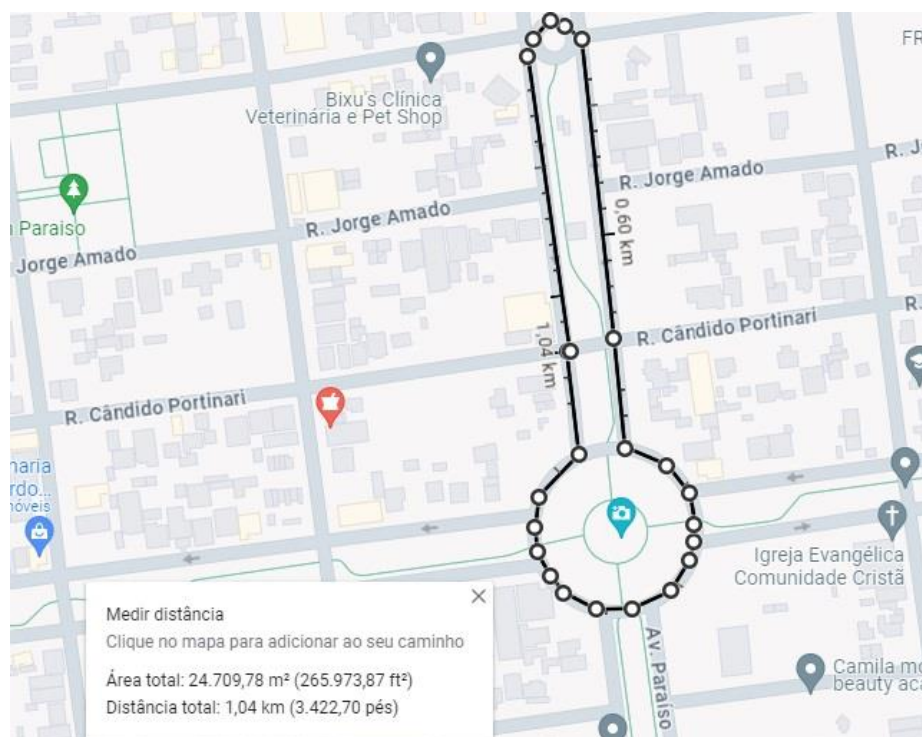 FR
Bixu's Clínica
Veterinária e Pet Shop
R. Jorge Amado
R. J
R. Jorge Amado
Paraiso
Jorge Amado
0,60 km
R.
R. Cândido Portinari
1,04 km
R. Cândido Portinari
naria
rdo...
óveis
Igreja Evangélica
Comunidade Cristã
Medir distância
Clique no mapa para adicionar ao seu caminho
Área total: 24.709,78 m² (265.973,87 ft²)
Distância total: 1,04 km (3.422,70 pés)
Av. Paraíso
Camila mo
beauty aca